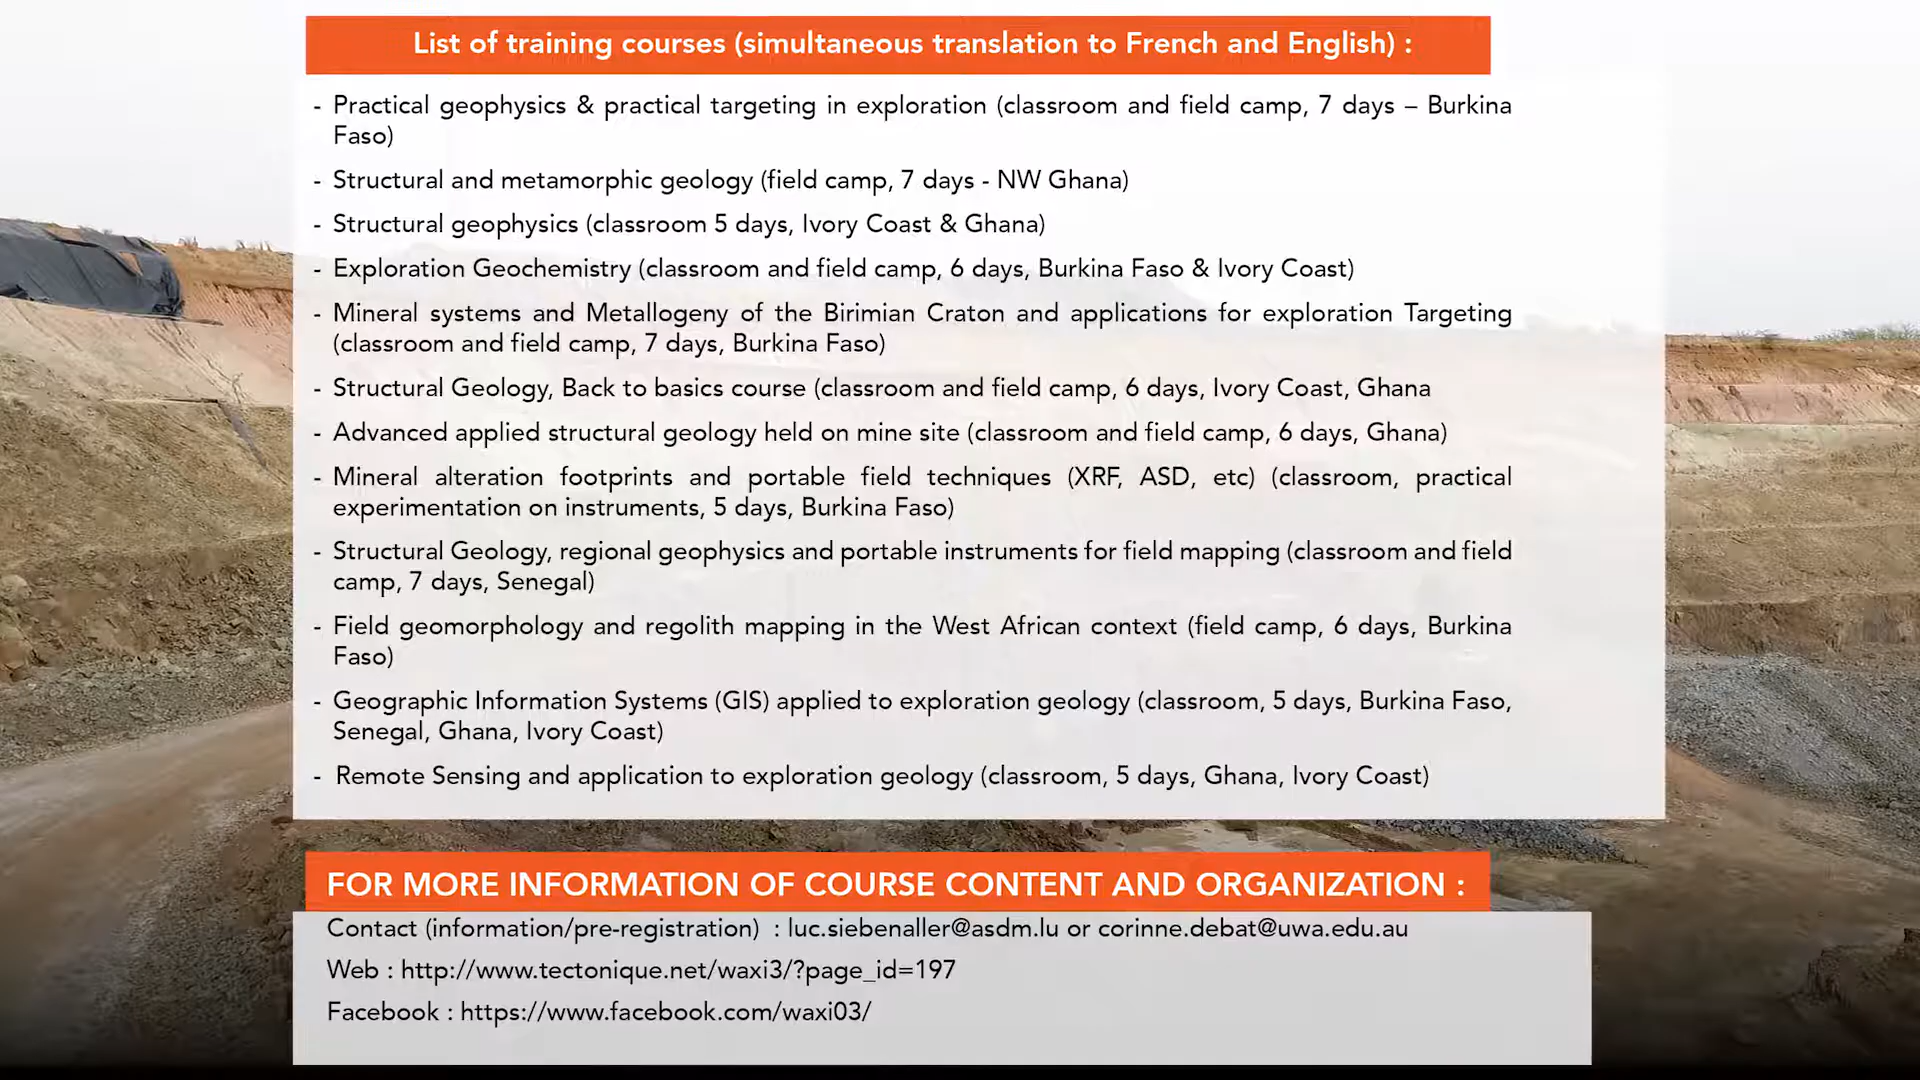 List of training courses (simultaneous translation to French and English) :
- Practical geophysics & practical targeting in exploration (classroom and field camp, 7 days – Burkina
Faso)
- Structural and metamorphic geology (field camp, 7 days - NW Ghana)
- Structural geophysics (classroom 5 days, Ivory Coast & Ghana)
- Exploration Geochemistry (classroom and field camp, 6 days, Burkina Faso & Ivory Coast)
- Mineral systems and Metallogeny of the Birimian Craton and applications for exploration Targeting
(classroom and field camp, 7 days, Burkina Faso)
- Structural Geology, Back to basics course (classroom and field camp, 6 days, Ivory Coast, Ghana
- Advanced applied structural geology held on mine site (classroom and field camp, 6 days, Ghana)
- Mineral alteration footprints and portable field techniques (XRF, ASD, etc) (classroom, practical
experimentation on instruments, 5 days, Burkina Faso)
- Structural Geology, regional geophysics and portable instruments for field mapping (classroom and field
camp, 7 days, Senegal)
- Field geomorphology and regolith mapping in the West African context (field camp, 6 days, Burkina
Faso)
- Geographic Information Systems (GIS) applied to exploration geology (classroom, 5 days, Burkina Faso,
Senegal, Ghana, Ivory Coast)
- Remote Sensing and application to exploration geology (classroom, 5 days, Ghana, Ivory Coast)
FOR MORE INFORMATION OF COURSE CONTENT AND ORGANIZATION :
Contact (information/pre-registration) : luc.siebenaller@asdm.lu or corinne.debat@uwa.edu.au
Web : http://www.tectonique.net/waxi3/?page_id=197
Facebook : https://www.facebook.com/waxi03/